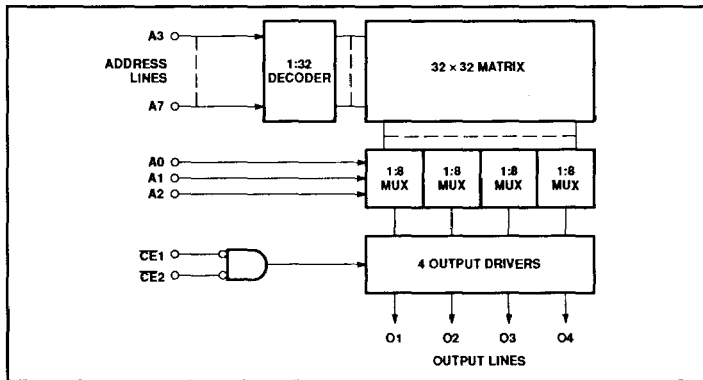 A3
ADDRESS
LINES
A7
1:32
DECODER
32 × 32 MATRIX
A0
A1
A2
1:8
MUX
1:8
MUX
1:8
MUX
1:8
MUX
CE1
CE2
4 OUTPUT DRIVERS
O1 O2 O3 O4
OUTPUT LINES